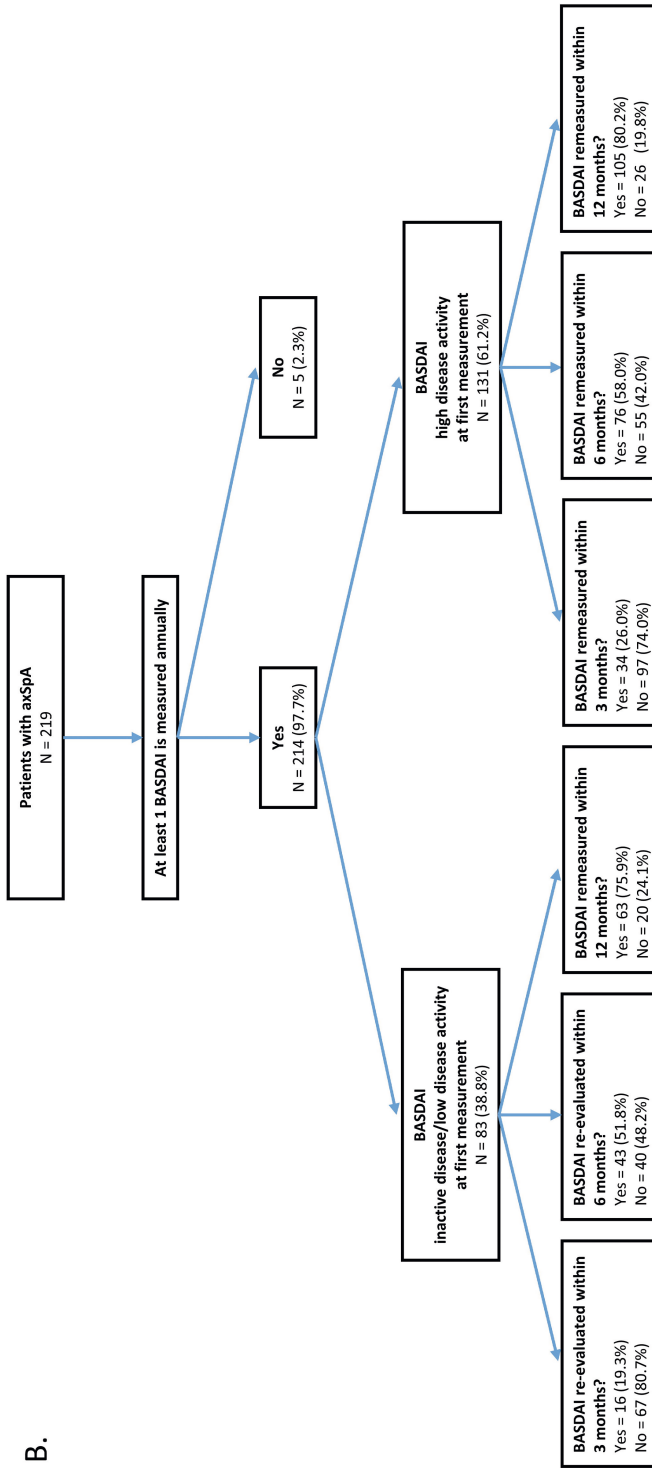 B.
Patients with axSpA
N = 219
At least 1 BASDAI is measured annually
Yes
N = 214 (97.7%)
No
N = 5 (2.3%)
BASDAI
inactive disease/low disease activity
at first measurement
N = 83 (38.8%)
BASDAI
high disease activity
at first measurement
N = 131 (61.2%)
BASDAI re-evaluated within
3 months?
Yes = 16 (19.3%)
No = 67 (80.7%)
BASDAI re-evaluated within
6 months?
Yes = 43 (51.8%)
No = 40 (48.2%)
BASDAI remeasured within
12 months?
Yes = 63 (75.9%)
No = 20 (24.1%)
BASDAI remeasured within
3 months?
Yes = 34 (26.0%)
No = 97 (74.0%)
BASDAI remeasured within
6 months?
Yes = 76 (58.0%)
No = 55 (42.0%)
BASDAI remeasured within
12 months?
Yes = 105 (80.2%)
No = 26 (19.8%)